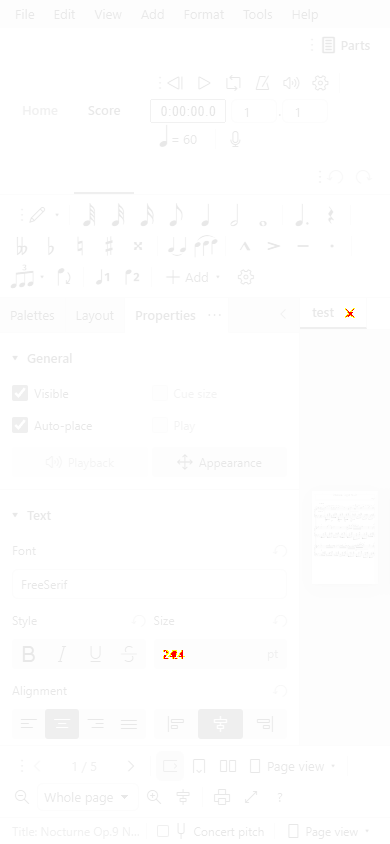 File Edit View Add Format Tools Help
Parts
Home Score 0:00:00.0 1 . 1
= 60
Add
Palettes Layout Properties test
General
Visible Cue size
Auto-place Play
Playback Appearance
Text
Font
FreeSerif
Style Size
B I U S pt
Alignment
1 / 5 Page view
Whole page ?
Title: Nocturne Op.9 N... Concert pitch Page view